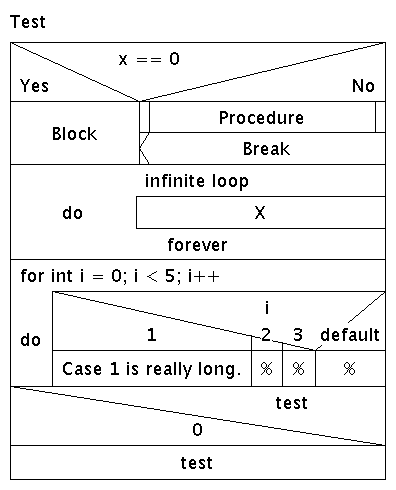 Test
x == 0
Yes No
Block Procedure
Break
infinite loop
do X
forever
for int i = 0; i < 5; i++
i
1 2 3 default
do Case 1 is really long. % % %
test
0
test